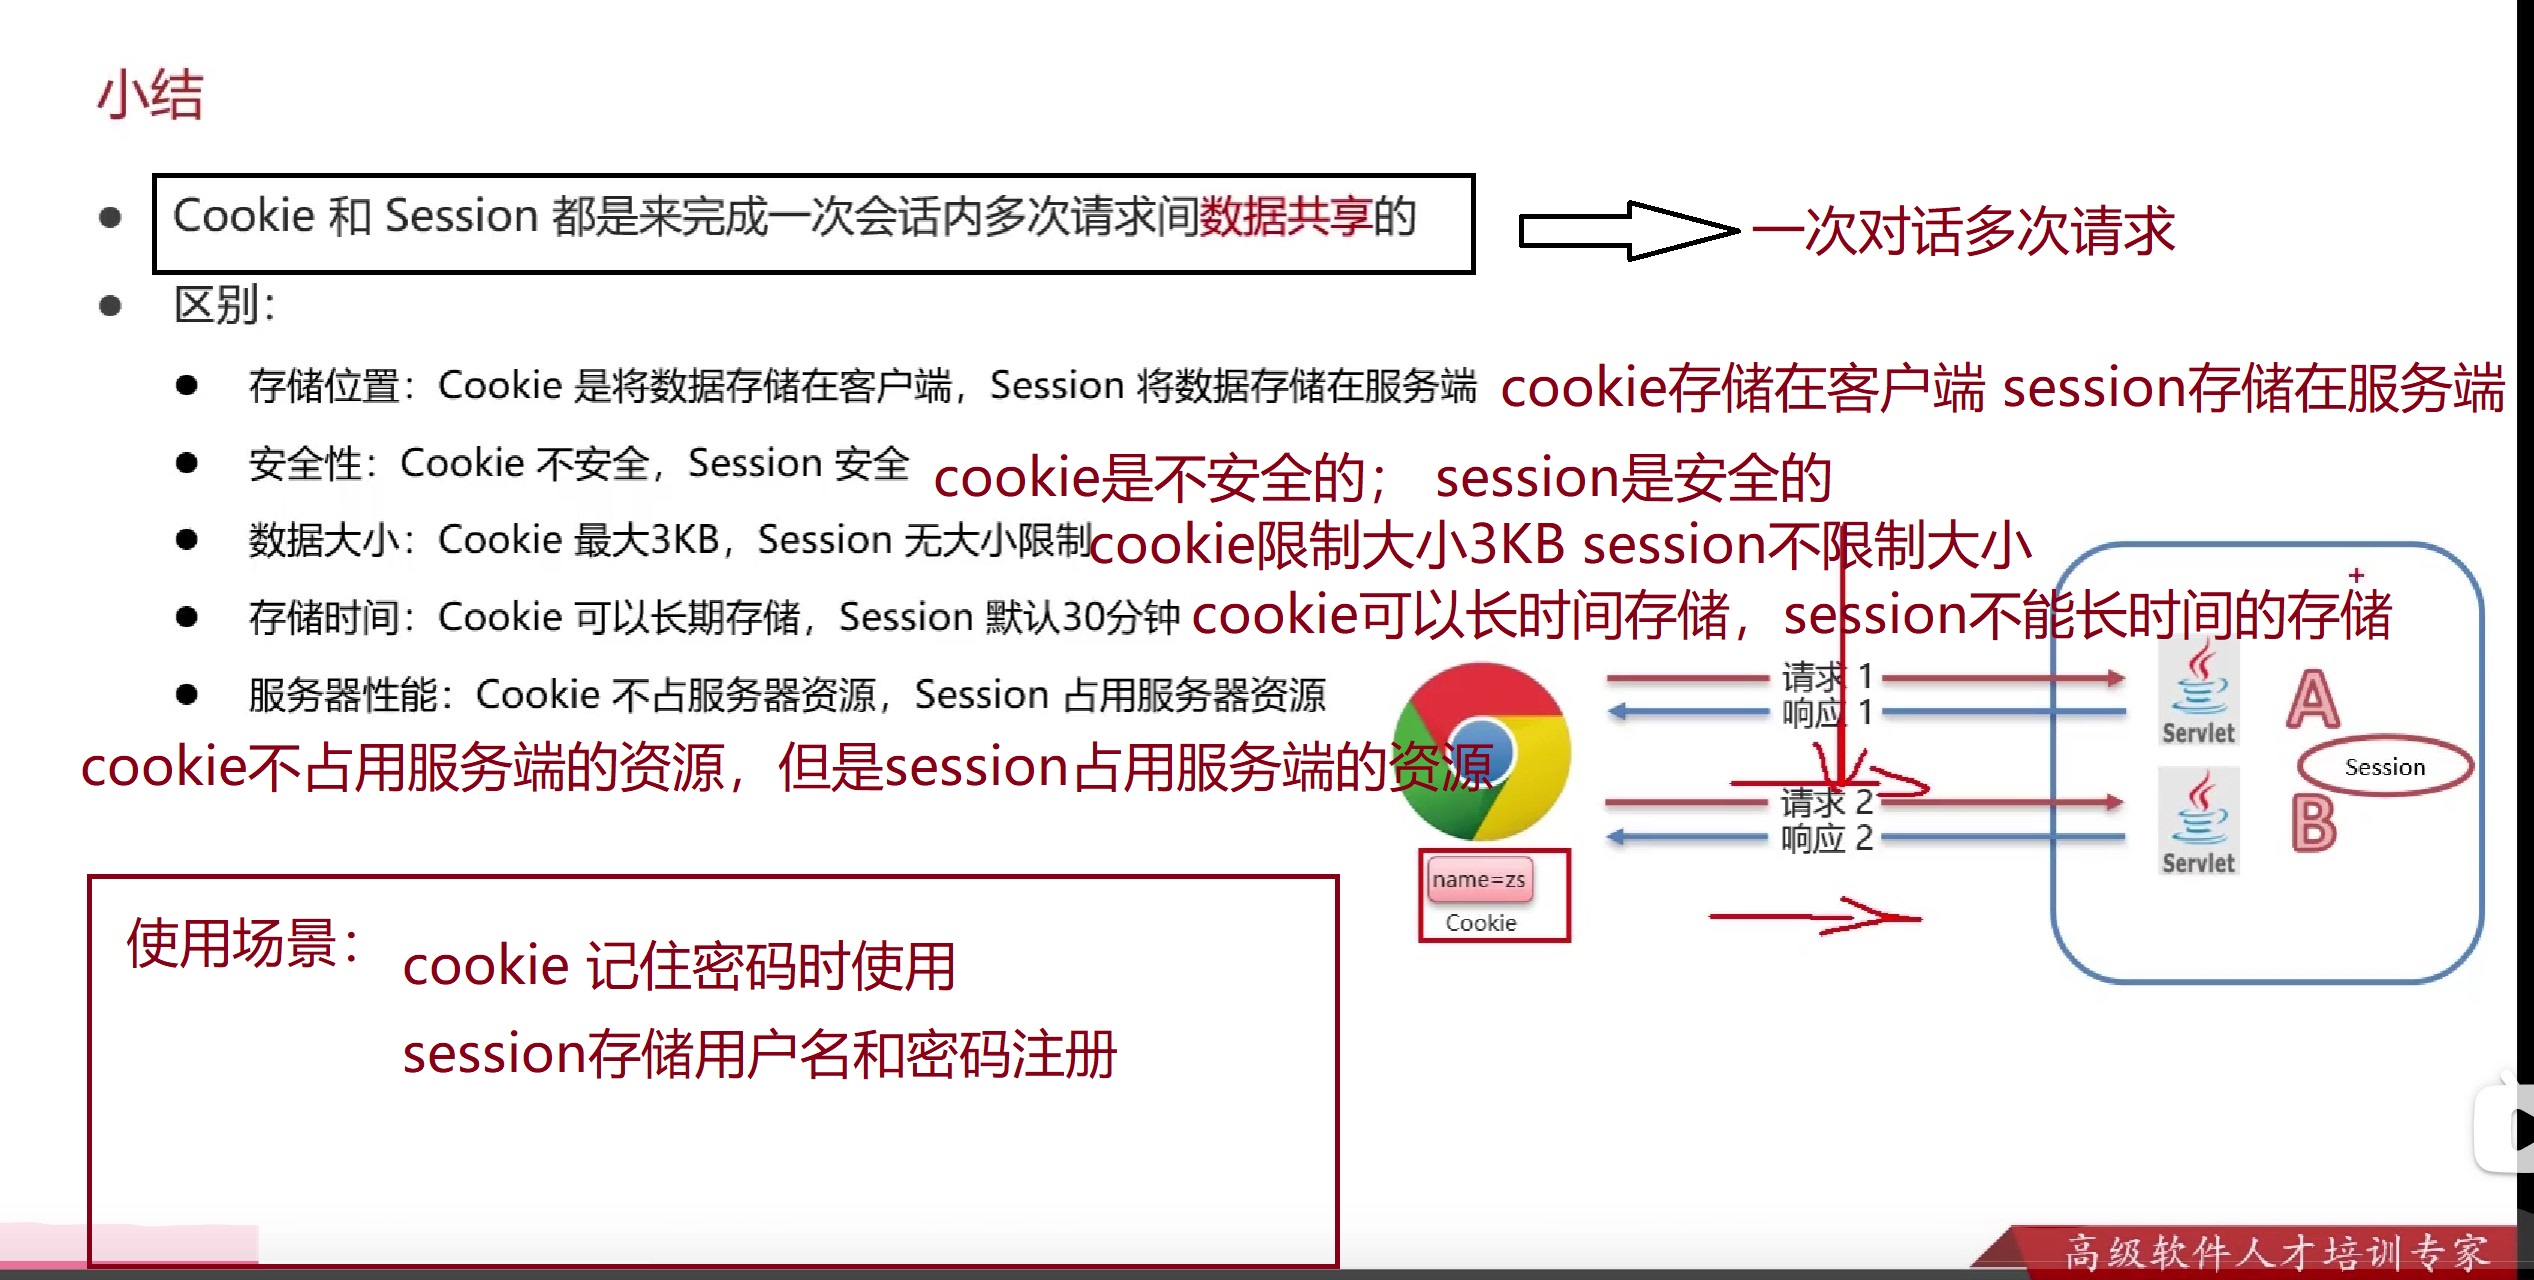 小结
Cookie 和 Session 都是来完成一次会话内多次请求间数据共享的
一次对话多次请求
区别：
存储位置：Cookie 是将数据存储在客户端，Session 将数据存储在服务端
cookie存储在客户端 session存储在服务端
安全性：Cookie 不安全，Session 安全
cookie是不安全的； session是安全的
数据大小：Cookie 最大3KB，Session 无大小限制
cookie限制大小3KB session不限制大小
存储时间：Cookie 可以长期存储，Session 默认30分钟
cookie可以长时间存储，session不能长时间的存储
服务器性能：Cookie 不占服务器资源，Session 占用服务器资源
cookie不占用服务端的资源，但是session占用服务端的资源
请求 1
响应 1
Servlet
A
Session
请求 2
响应 2
Servlet
B
name=zs
Cookie
使用场景：
cookie 记住密码时使用
session存储用户名和密码注册
高级软件人才培训专家